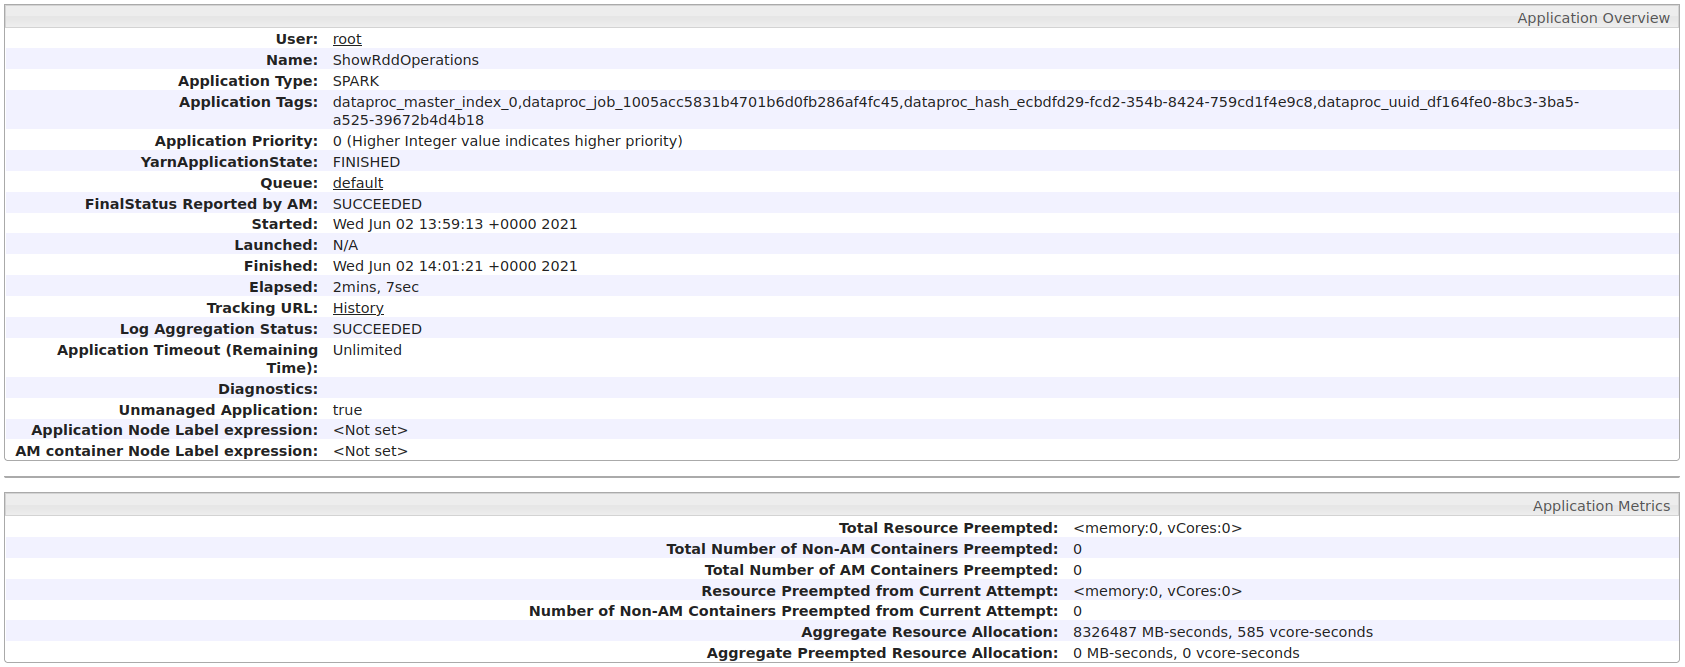 Application Overview
User: root
Name: ShowRddOperations
Application Type: SPARK
Application Tags: dataproc_master_index_0,dataproc_job_1005acc5831b4701b6d0fb286af4fc45,dataproc_hash_ecbdfd29-fcd2-354b-8424-759cd1f4e9c8,dataproc_uuid_df164fe0-8bc3-3ba5-
a525-39672b4d4b18
Application Priority: 0 (Higher Integer value indicates higher priority)
YarnApplicationState: FINISHED
Queue: default
FinalStatus Reported by AM: SUCCEEDED
Started: Wed Jun 02 13:59:13 +0000 2021
Launched: N/A
Finished: Wed Jun 02 14:01:21 +0000 2021
Elapsed: 2mins, 7sec
Tracking URL: History
Log Aggregation Status: SUCCEEDED
Application Timeout (Remaining Unlimited
Time):
Diagnostics:
Unmanaged Application: true
Application Node Label expression: <Not set>
AM container Node Label expression: <Not set>
Application Metrics
Total Resource Preempted: <memory:0, vCores:0>
Total Number of Non-AM Containers Preempted: 0
Total Number of AM Containers Preempted: 0
Resource Preempted from Current Attempt: <memory:0, vCores:0>
Number of Non-AM Containers Preempted from Current Attempt: 0
Aggregate Resource Allocation: 8326487 MB-seconds, 585 vcore-seconds
Aggregate Preempted Resource Allocation: 0 MB-seconds, 0 vcore-seconds